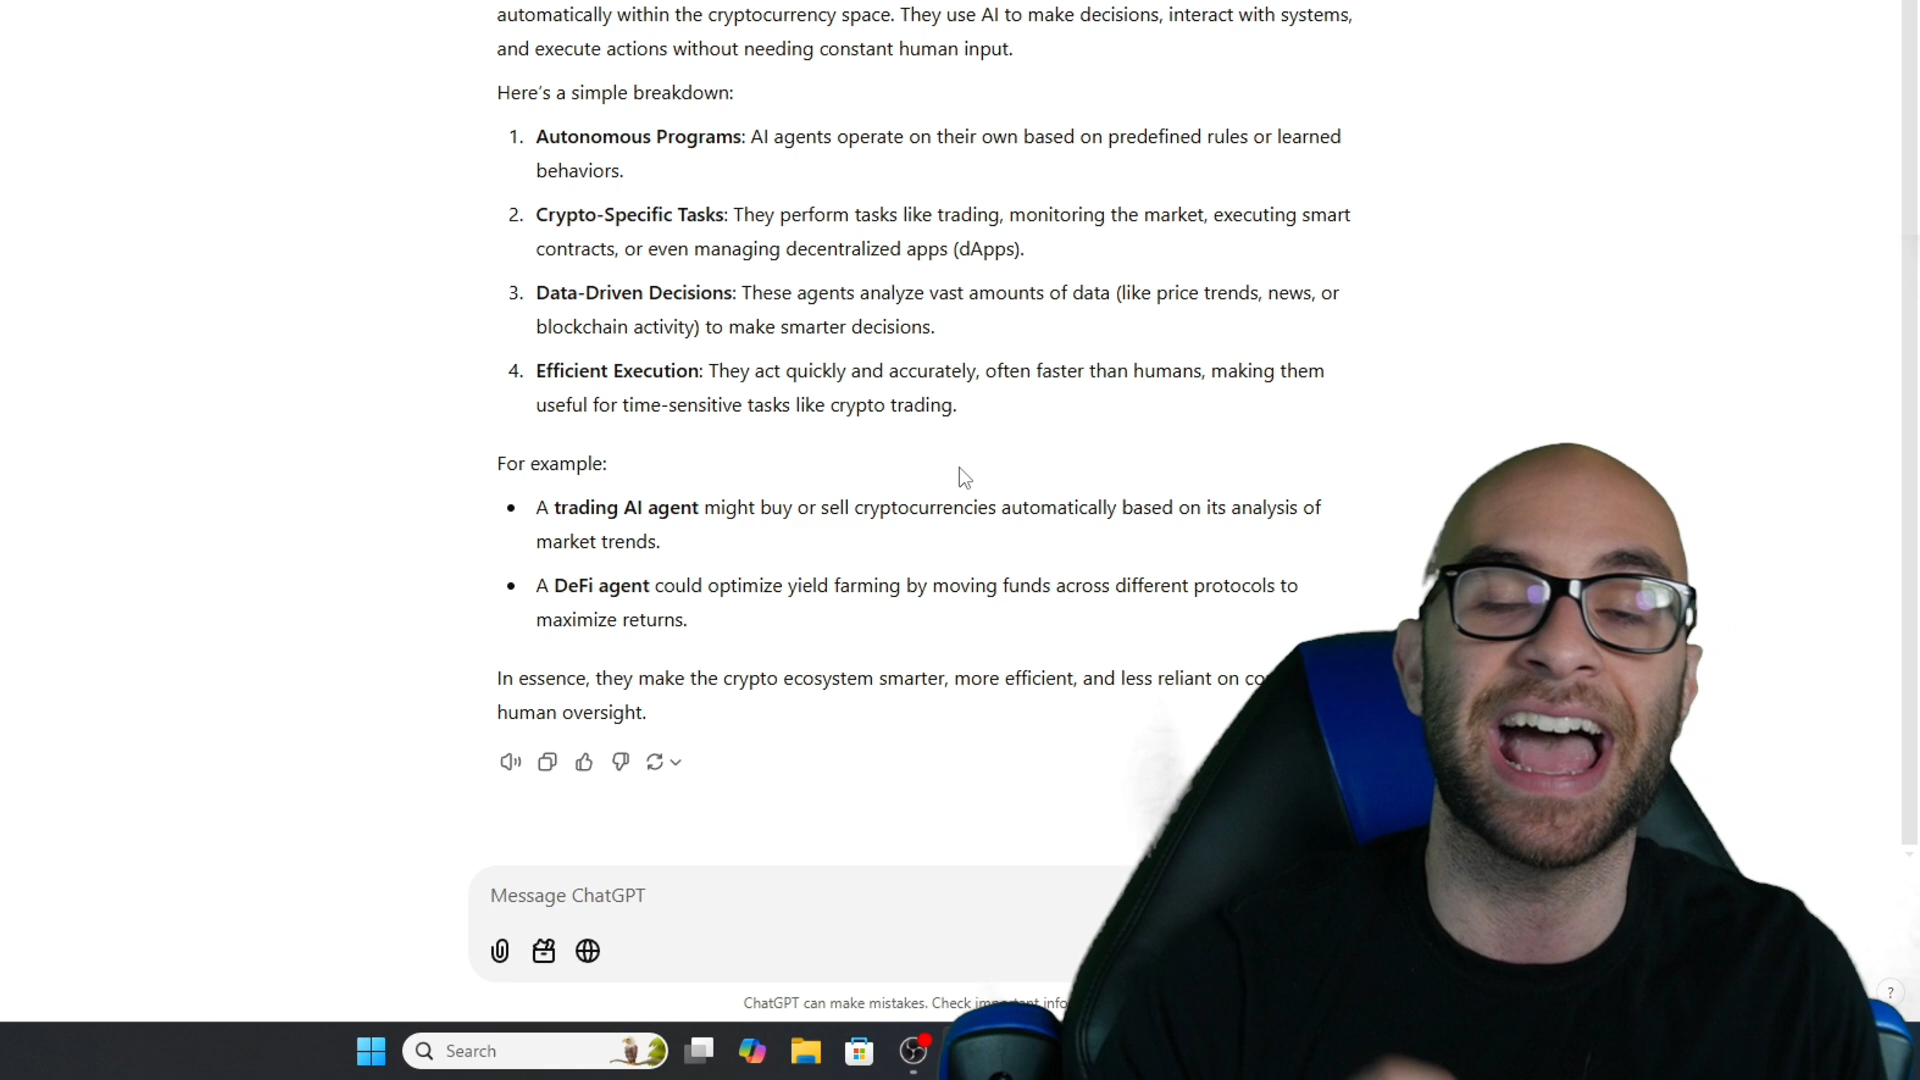 automatically within the cryptocurrency space. They use AI to make decisions, interact with systems,
and execute actions without needing constant human input.
Here's a simple breakdown:
1. Autonomous Programs: AI agents operate on their own based on predefined rules or learned
behaviors.
2. Crypto-Specific Tasks: They perform tasks like trading, monitoring the market, executing smart
contracts, or even managing decentralized apps (dApps).
3. Data-Driven Decisions: These agents analyze vast amounts of data (like price trends, news, or
blockchain activity) to make smarter decisions.
4. Efficient Execution: They act quickly and accurately, often faster than humans, making them
useful for time-sensitive tasks like crypto trading.
For example:
• A trading AI agent might buy or sell cryptocurrencies automatically based on its analysis of
market trends.
• A DeFi agent could optimize yield farming by moving funds across different protocols to
maximize returns.
In essence, they make the crypto ecosystem smarter, more efficient, and less reliant on
human oversight.
Message ChatGPT
ChatGPT can make mistakes. Check important info
?
Search